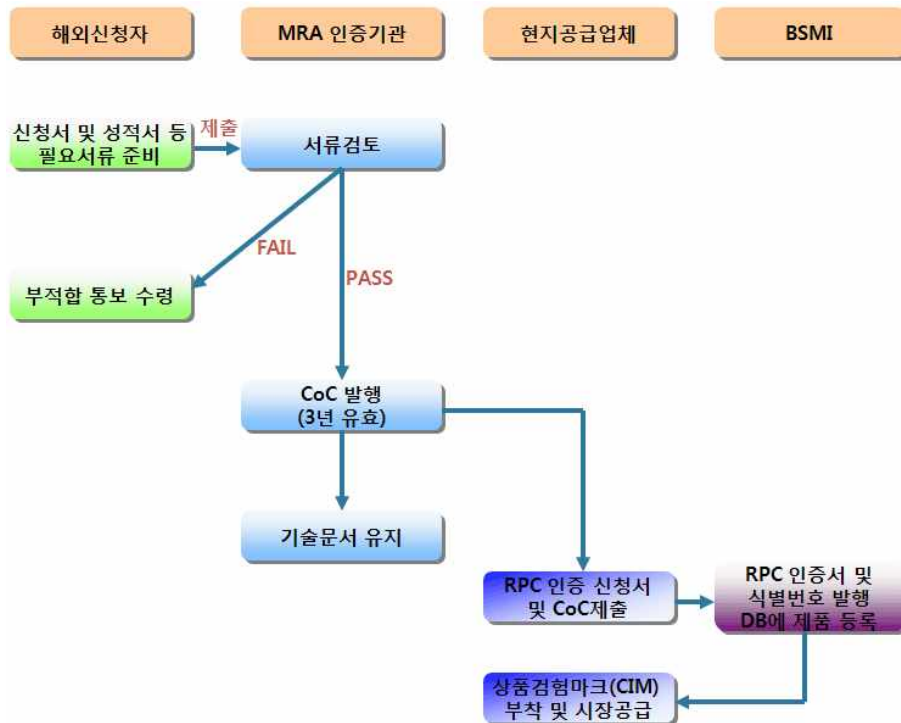 해외신청자
MRA 인증기관
현지공급업체
BSMI
신청서 및 성적서 등
필요서류 준비
제출
서류검토
FAIL
PASS
부적합 통보 수령
CoC 발행
(3년 유효)
기술문서 유지
RPC 인증 신청서
및 CoC제출
RPC 인증서 및
식별번호 발행
DB에 제품 등록
상품검험마크(CIM)
부착 및 시장공급